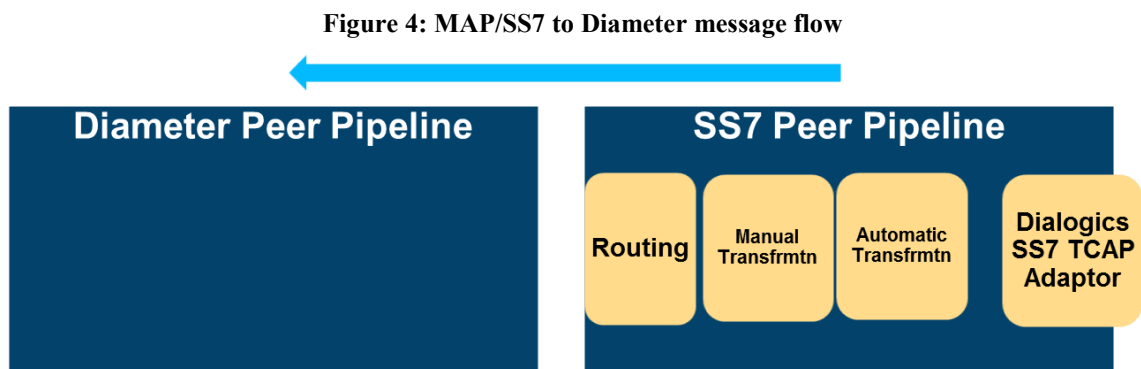 Figure 4: MAP/SS7 to Diameter message flow
Diameter Peer Pipeline
SS7 Peer Pipeline
Routing
Manual
Transfrmtn
Automatic
Transfrmtn
Dialogics
SS7 TCAP
Adaptor